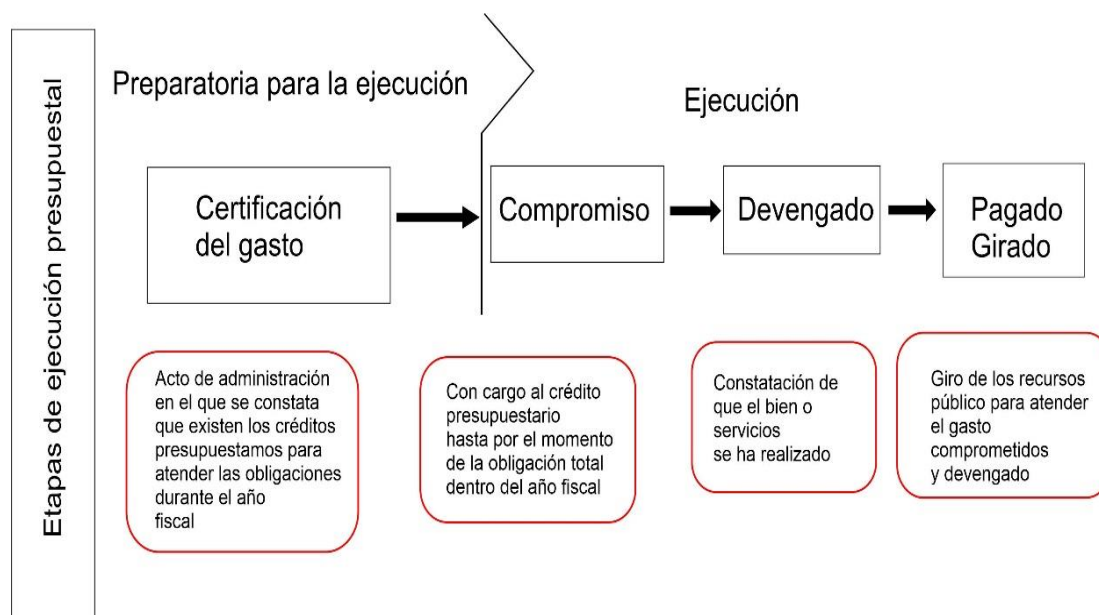 Etapas de ejecución presupuestal
Preparatoria para la ejecución
Ejecución
Certificación
del gasto
Compromiso
Devengado
Pagado
Girado
Acto de administración
en el que se constata
que existen los créditos
presupuestamos para
atender las obligaciones
durante el año
fiscal
Con cargo al crédito
presupuestario
hasta por el momento
de la obligación total
dentro del año fiscal
Constatación de
que el bien o
servicios
se ha realizado
Giro de los recursos
público para atender
el gasto
comprometidos
y devengado